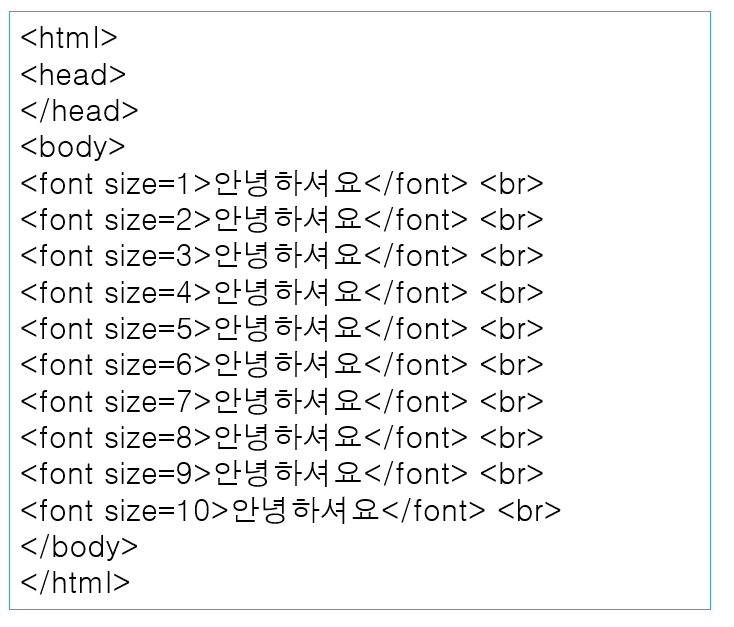 <html>
<head>
</head>
<body>
<font size=1>안녕하셔요</font> <br>
<font size=2>안녕하셔요</font> <br>
<font size=3>안녕하셔요</font> <br>
<font size=4>안녕하셔요</font> <br>
<font size=5>안녕하셔요</font> <br>
<font size=6>안녕하셔요</font> <br>
<font size=7>안녕하셔요</font> <br>
<font size=8>안녕하셔요</font> <br>
<font size=9>안녕하셔요</font> <br>
<font size=10>안녕하셔요</font> <br>
</body>
</html>